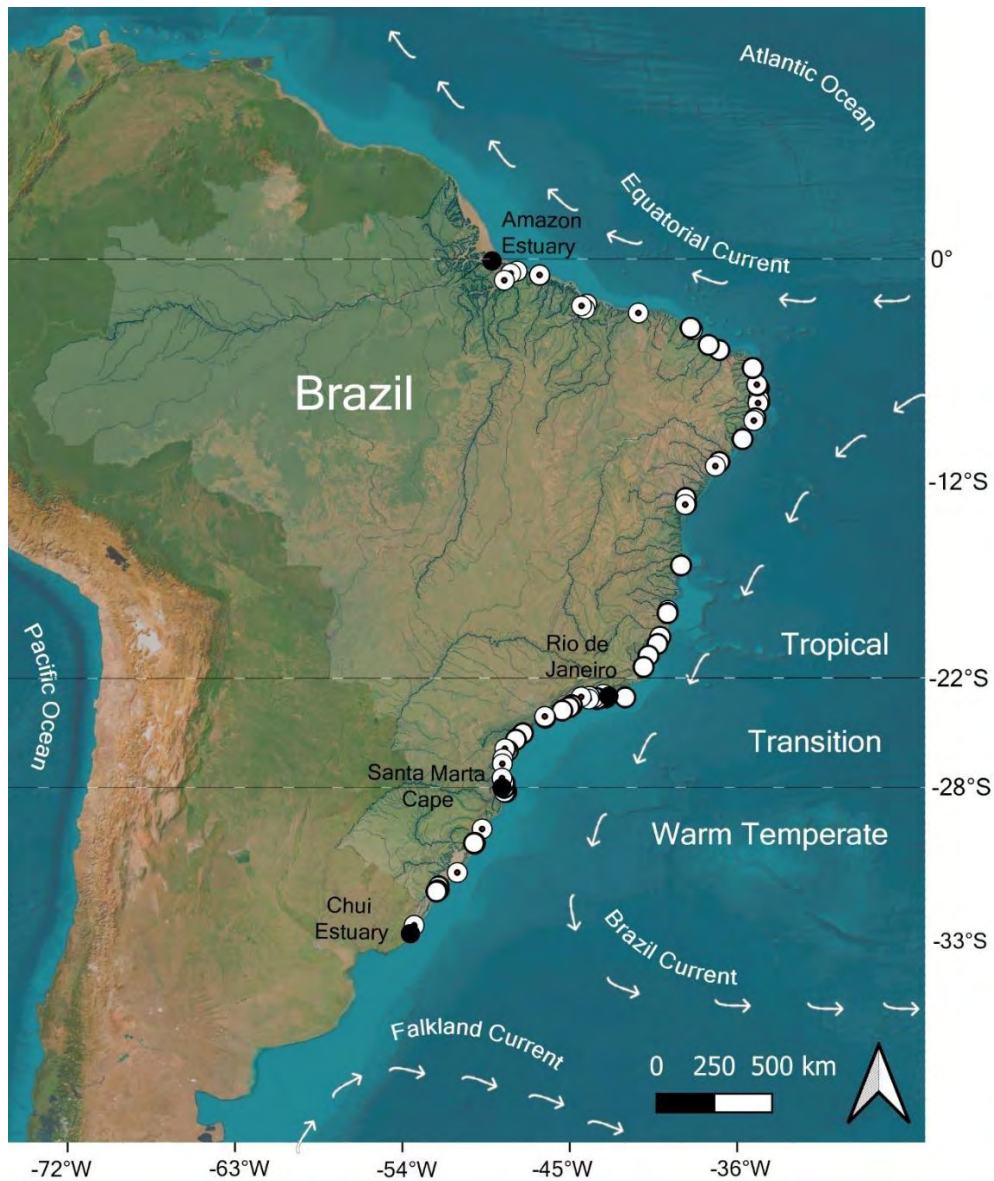 Atlantic Ocean
Equatorial Current
Amazon
Estuary
0°
Brazil
-12°S
Pacific Ocean
Rio de
Janeiro
Tropical
-22°S
Transition
Santa Marta
Cape
-28°S
Warm Temperate
Chui
Estuary
Brazil Current
-33°S
Falkland Current
0 250 500 km
-72°W -63°W -54°W -45°W -36°W